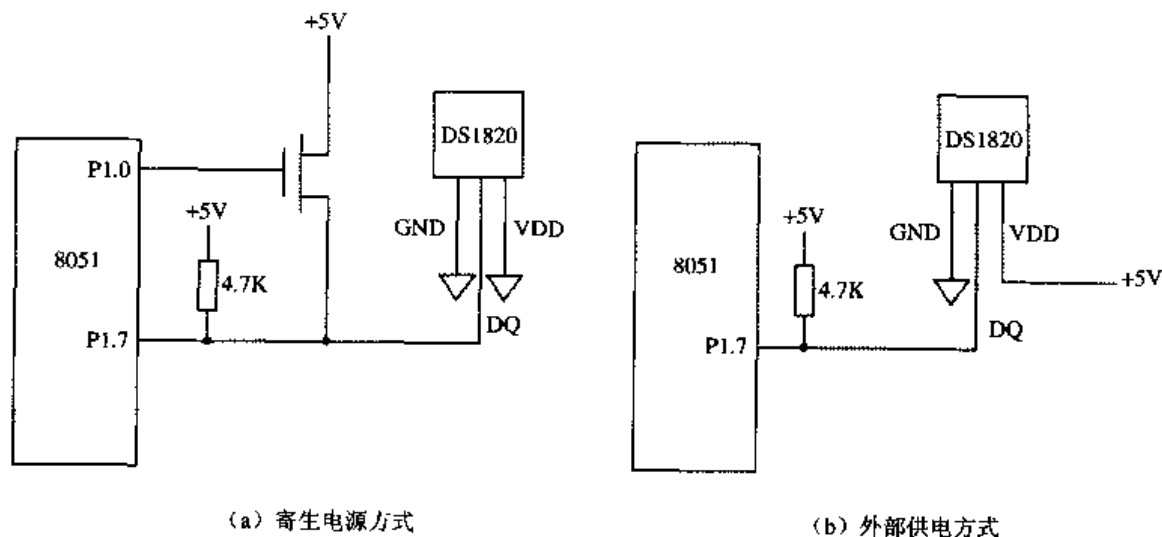 +5V
DS1820
P1.0
+5V
GND
VDD
8051
4.7K
P1.7
DQ
(a) 寄生电源方式
DS1820
+5V
GND
VDD
8051
4.7K
+5V
P1.7
DQ
(b) 外部供电方式